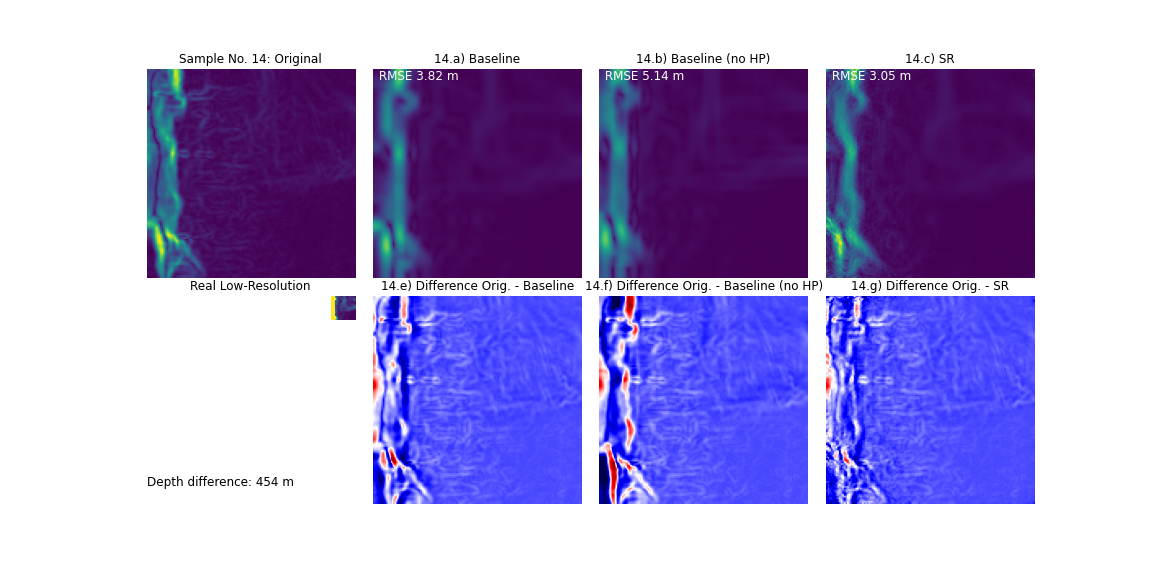 Sample No. 14: Original
14.a) Baseline
14.b) Baseline (no HP)
14.c) SR
RMSE 3.82 m
RMSE 5.14 m
RMSE 3.05 m
Real Low-Resolution
14.e) Difference Orig. - Baseline
14.f) Difference Orig. - Baseline (no HP)
14.g) Difference Orig. - SR
Depth difference: 454 m